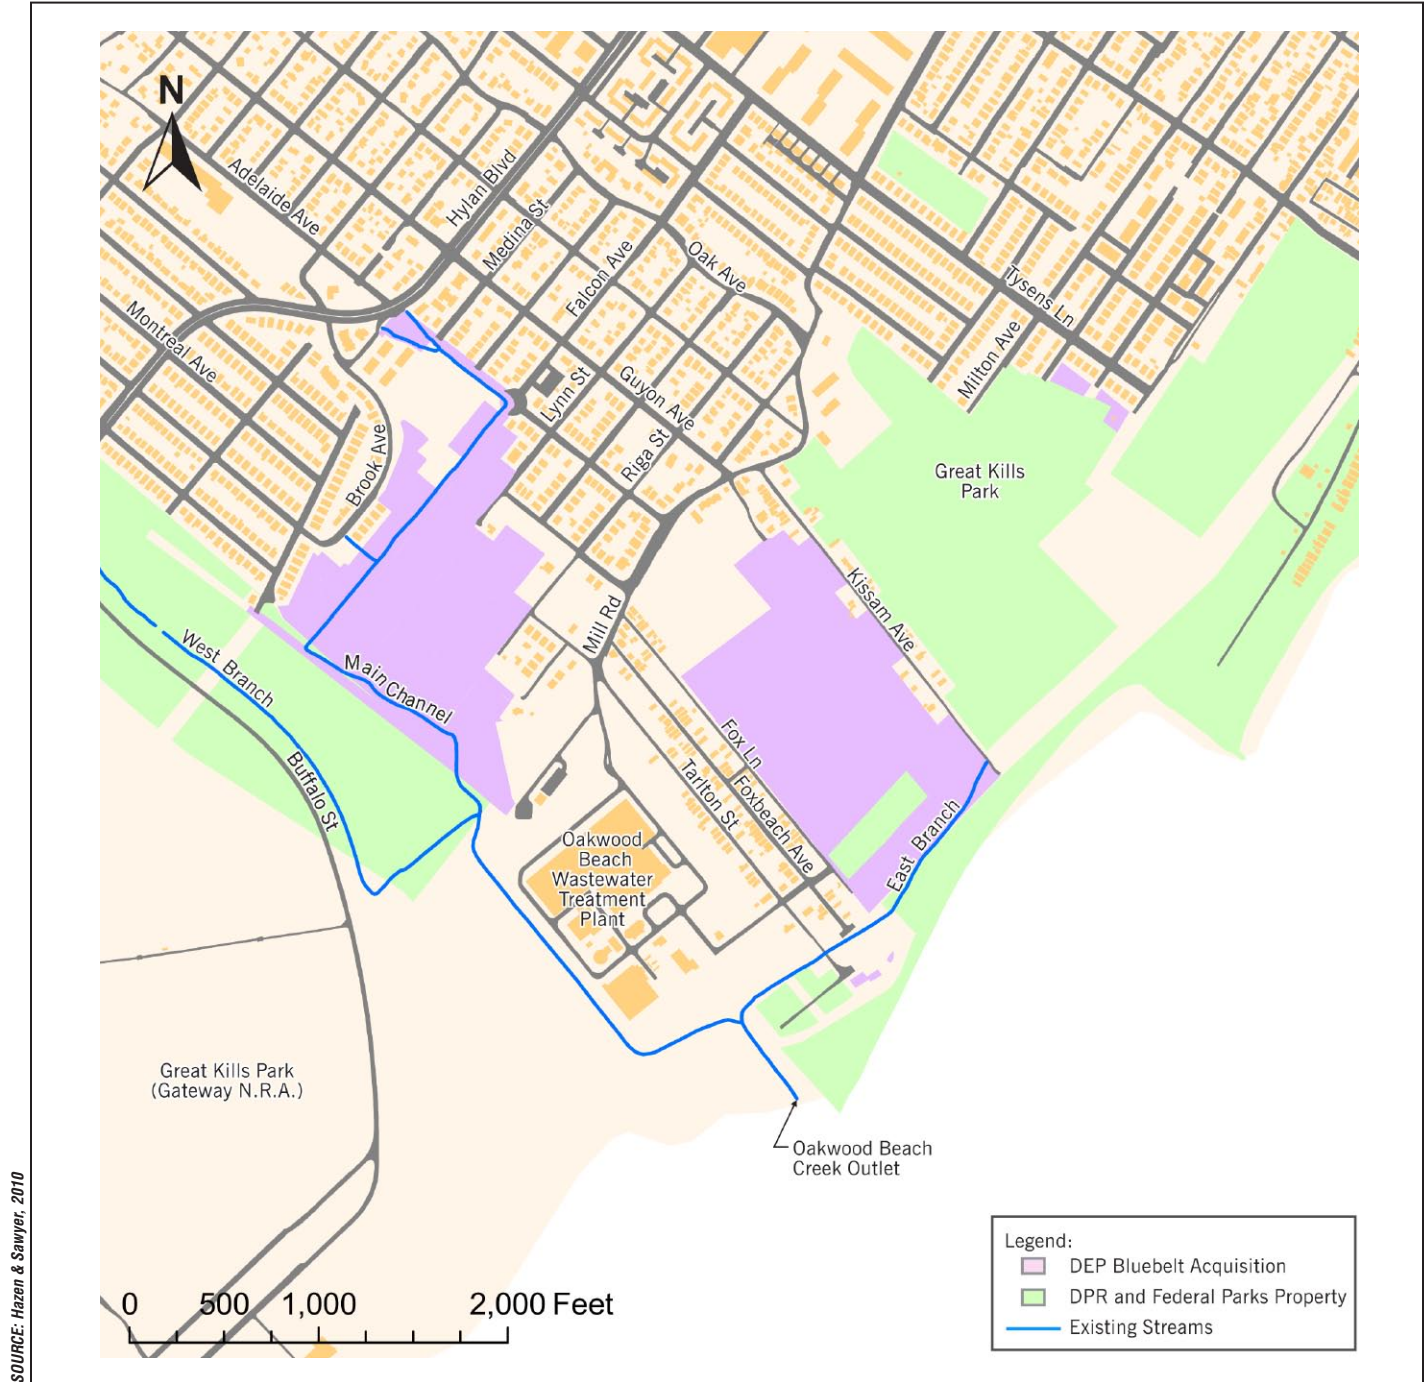 N
Adelaide Ave
Hylan Blvd
Medina St
Falcon Ave
Oak Ave
Tysens Ln
Milton Ave
Montreal Ave
Lynn St
Guyon Ave
Riga St
Brook Ave
Great Kills
Park
Kissam Ave
Mill Rd
West Branch
Main Channel
Buffalo St
Fox Ln
Tarlton St
Foxbeach Ave
East Branch
Oakwood
Beach
Wastewater
Treatment
Plant
Great Kills Park
(Gateway N.R.A.)
Oakwood Beach
Creek Outlet
SOURCE: Hazen & Sawyer, 2010
Legend:
DEP Bluebelt Acquisition
DPR and Federal Parks Property
Existing Streams
0 500 1,000 2,000 Feet